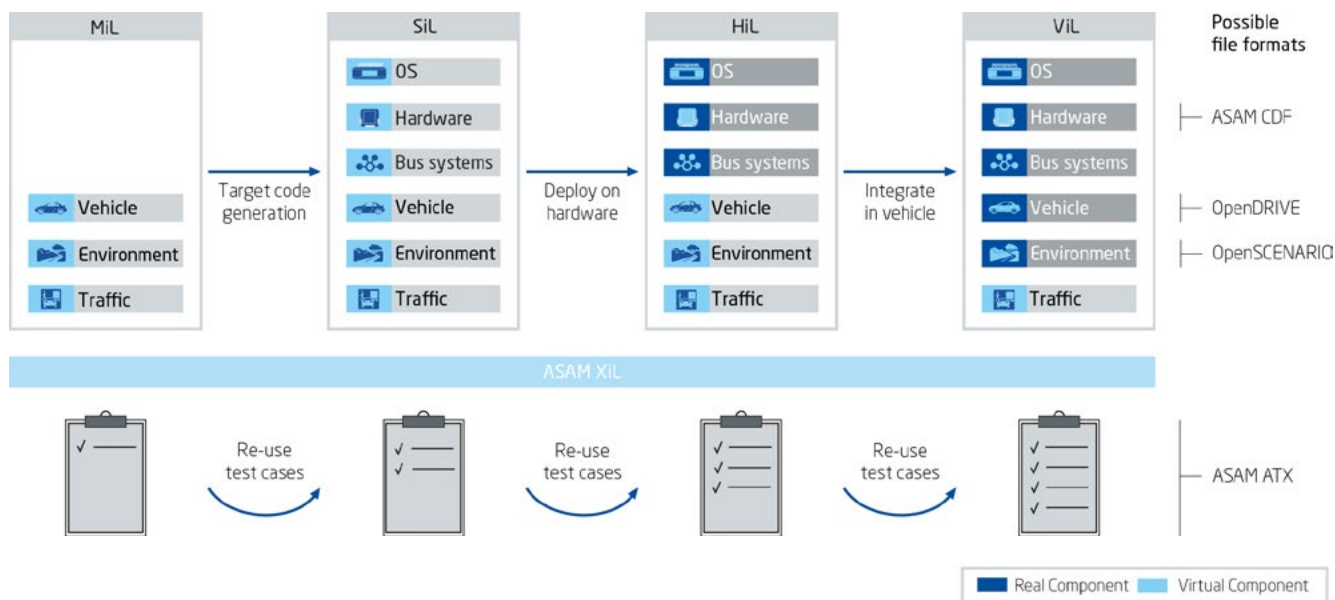 MiL
SiL
HiL
ViL
Possible
file formats
OS
OS
OS
Hardware
Hardware
Hardware
ASAM CDF
Bus systems
Bus systems
Bus systems
Target code
generation
Deploy on
hardware
Integrate
in vehicle
Vehicle
Vehicle
Vehicle
Vehicle
OpenDRIVE
Environment
Environment
Environment
Environment
OpenSCENARIO
Traffic
Traffic
Traffic
Traffic
ASAM XiL
Re-use
test cases
Re-use
test cases
Re-use
test cases
ASAM ATX
Real Component
Virtual Component